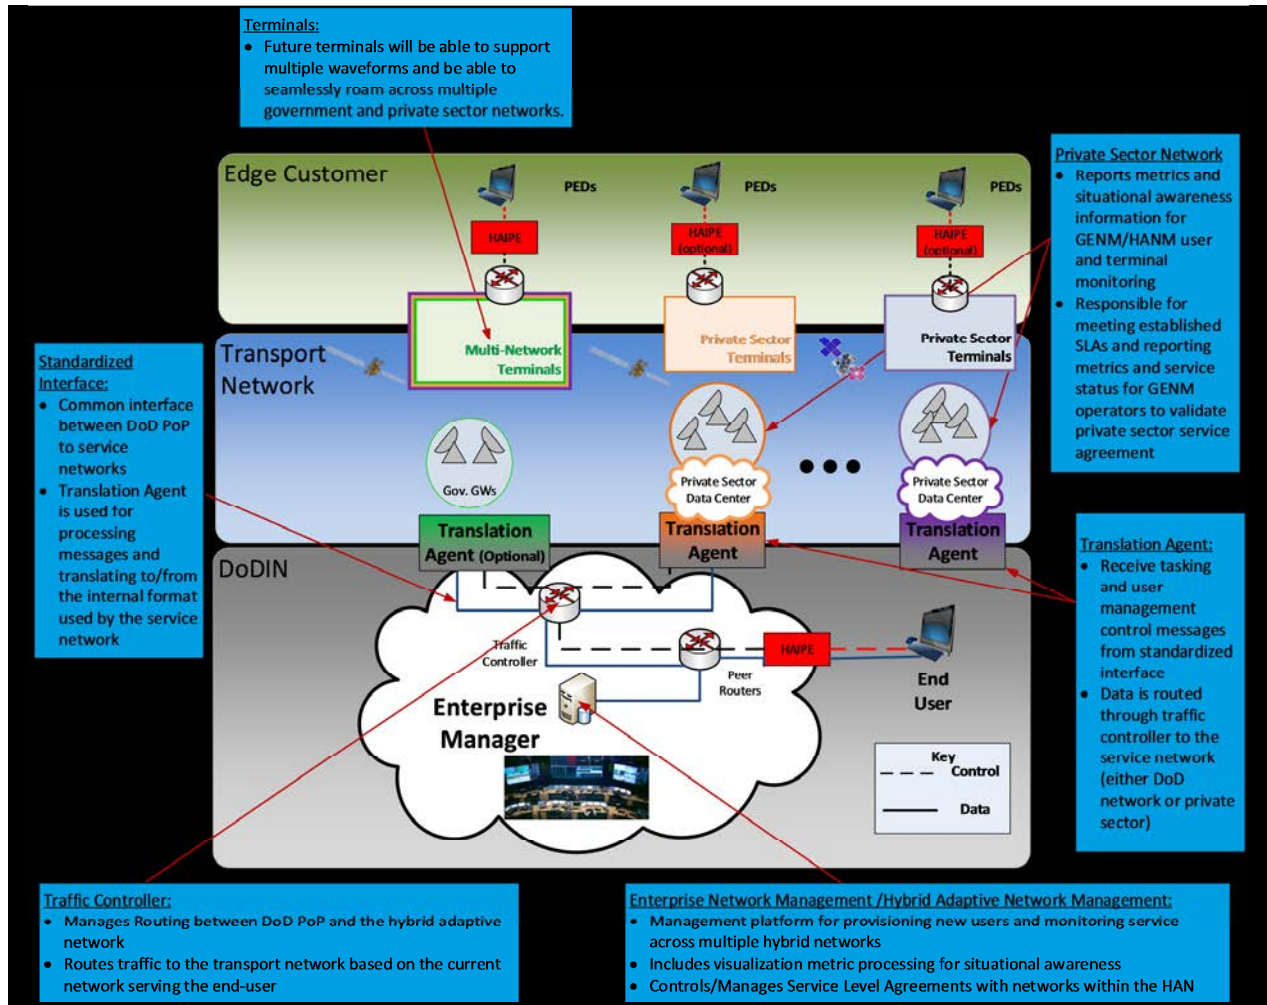 Terminals:
● Future terminals will be able to support
multiple waveforms and be able to
seamlessly roam across multiple
government and private sector networks.
Edge Customer
PEDs
PEDs
PEDs
HAIPE
HAIPE
(optional)
HAIPE
(optional)
Multi-Network
Terminals
Private Sector
Terminals
Private Sector
Terminals
Private Sector Network
● Reports metrics and
situational awareness
information for
GENM/HANM user
and terminal
monitoring
● Responsible for
meeting established
SLAs and reporting
metrics and service
status for GENM
operators to validate
private sector service
agreement
Transport
Network
Standardized
Interface:
● Common interface
between DoD PoP
to service
networks
● Translation Agent
is used for
processing
messages and
translating to/from
the internal format
used by the service
network
Gov. GWs
Private Sector
Data Center
Private Sector
Data Center
Translation
Agent (Optional)
Translation
Agent
Translation
Agent
Translation Agent:
● Receive tasking
and user
management
control messages
from standardized
interface
● Data is routed
through traffic
controller to the
service network
(either DoD
network or private
sector)
DoDIN
Traffic
Controller
HAIPE
Peer
Routers
End
User
Enterprise
Manager
Key
Control
Data
Traffic Controller:
● Manages Routing between DoD PoP and the hybrid adaptive
network
● Routes traffic to the transport network based on the current
network serving the end-user
Enterprise Network Management /Hybrid Adaptive Network Management:
● Management platform for provisioning new users and monitoring service
across multiple hybrid networks
● Includes visualization metric processing for situational awareness
● Controls/Manages Service Level Agreements with networks within the HAN